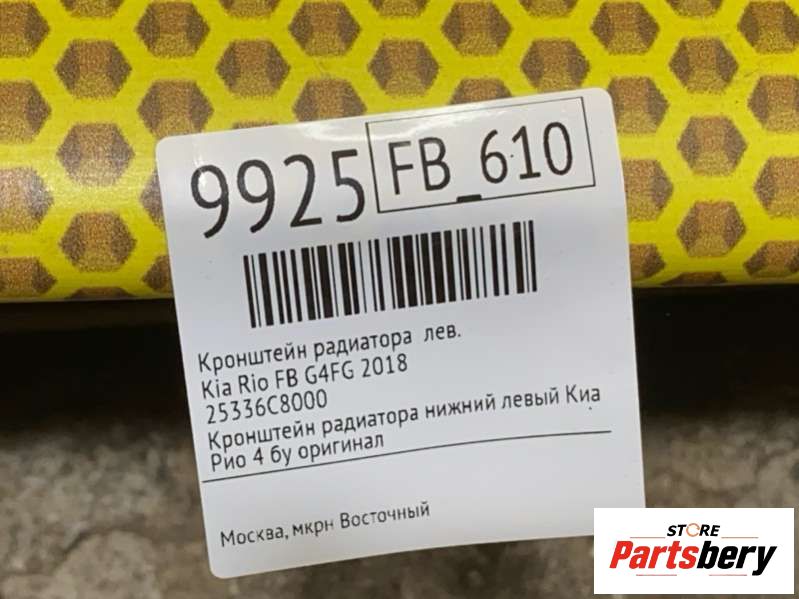 9925 FB_610
Кронштейн радиатора лев.
Kia Rio FB G4FG 2018
25336C8000
Кронштейн радиатора нижний левый Киа
Рио 4 бу оригинал
Москва, мкрн Восточный
STORE
Partsbery